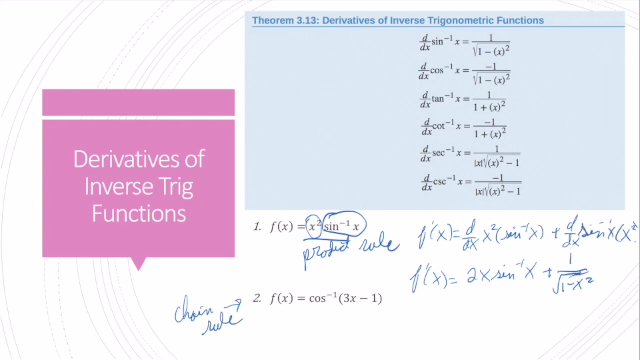 Theorem 3.13: Derivatives of Inverse Trigonometric Functions
d/dx sin⁻¹ x = 1/√(1 − (x)²)
d/dx cos⁻¹ x = −1/√(1 − (x)²)
d/dx tan⁻¹ x = 1/(1 + (x)²)
d/dx cot⁻¹ x = −1/(1 + (x)²)
d/dx sec⁻¹ x = 1/(|x|√((x)² − 1))
d/dx csc⁻¹ x = −1/(|x|√((x)² − 1))
Derivatives of
Inverse Trig
Functions
1. f(x) = x² sin⁻¹ x
product rule
f'(x) = d/dx x² (sin⁻¹x) + d/dx sin⁻¹x (x²
f'(x) = 2x sin⁻¹x + 1/√(1-x²)
chain → rule
2. f(x) = cos⁻¹(3x − 1)